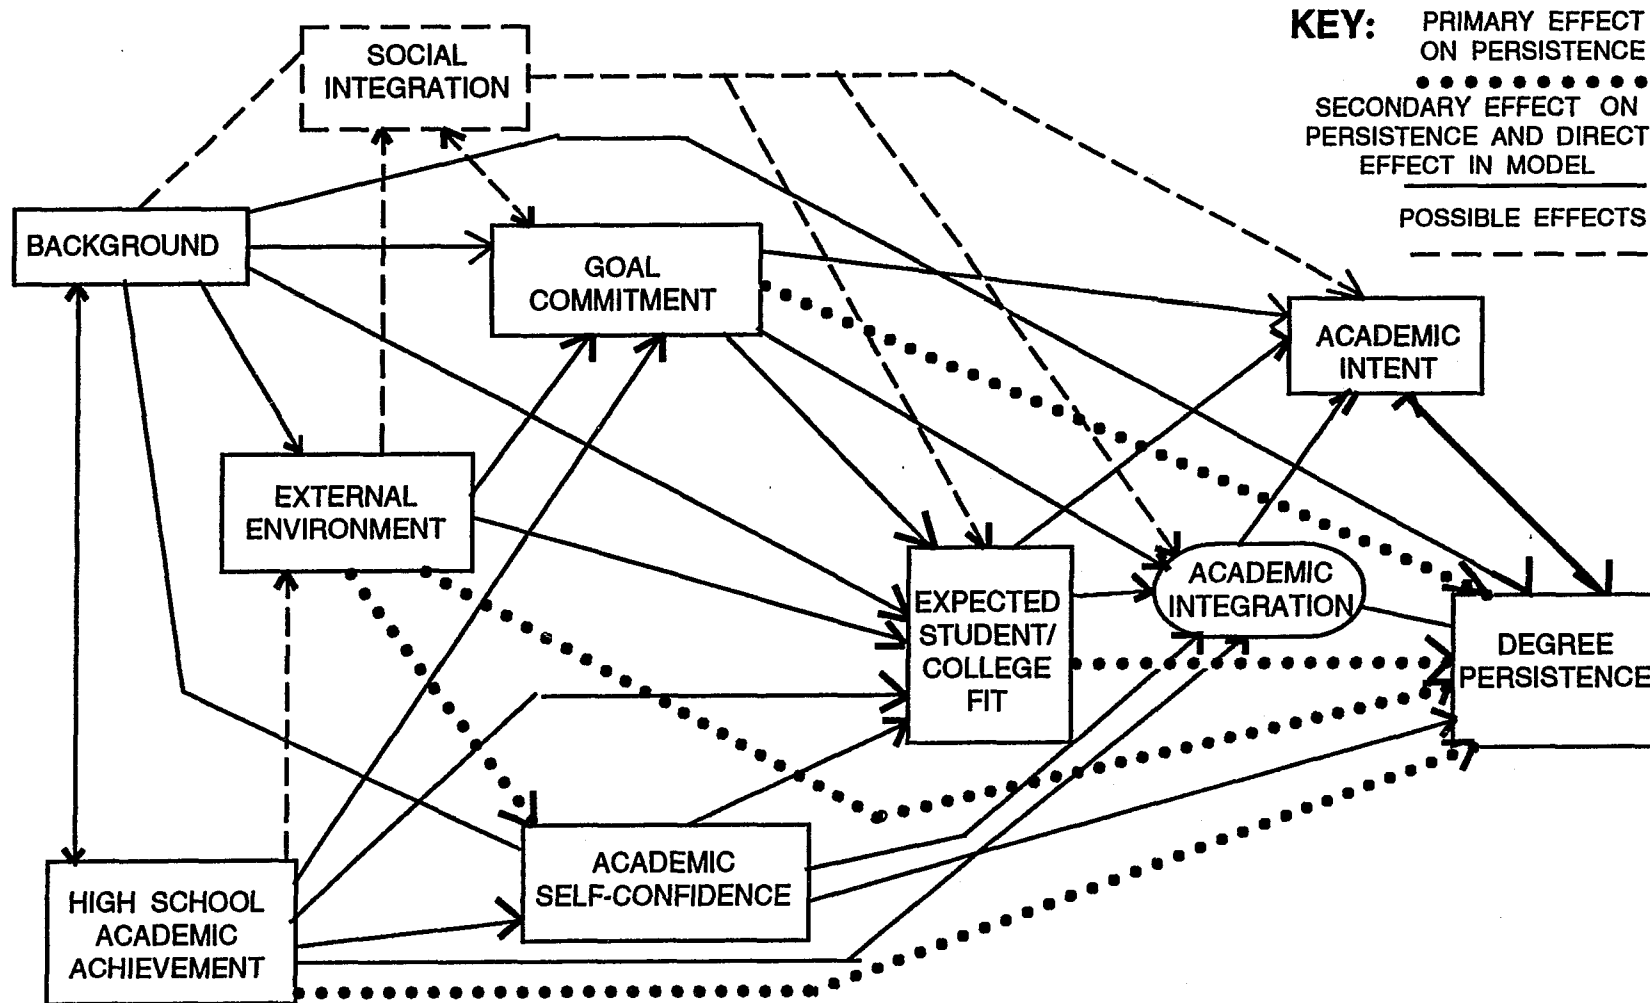 KEY:
PRIMARY EFFECT
ON PERSISTENCE
SECONDARY EFFECT ON
PERSISTENCE AND DIRECT
EFFECT IN MODEL
POSSIBLE EFFECTS
SOCIAL
INTEGRATION
BACKGROUND
GOAL
COMMITMENT
ACADEMIC
INTENT
EXTERNAL
ENVIRONMENT
EXPECTED
STUDENT/
COLLEGE
FIT
ACADEMIC
INTEGRATION
DEGREE
PERSISTENCE
ACADEMIC
SELF-CONFIDENCE
HIGH SCHOOL
ACADEMIC
ACHIEVEMENT